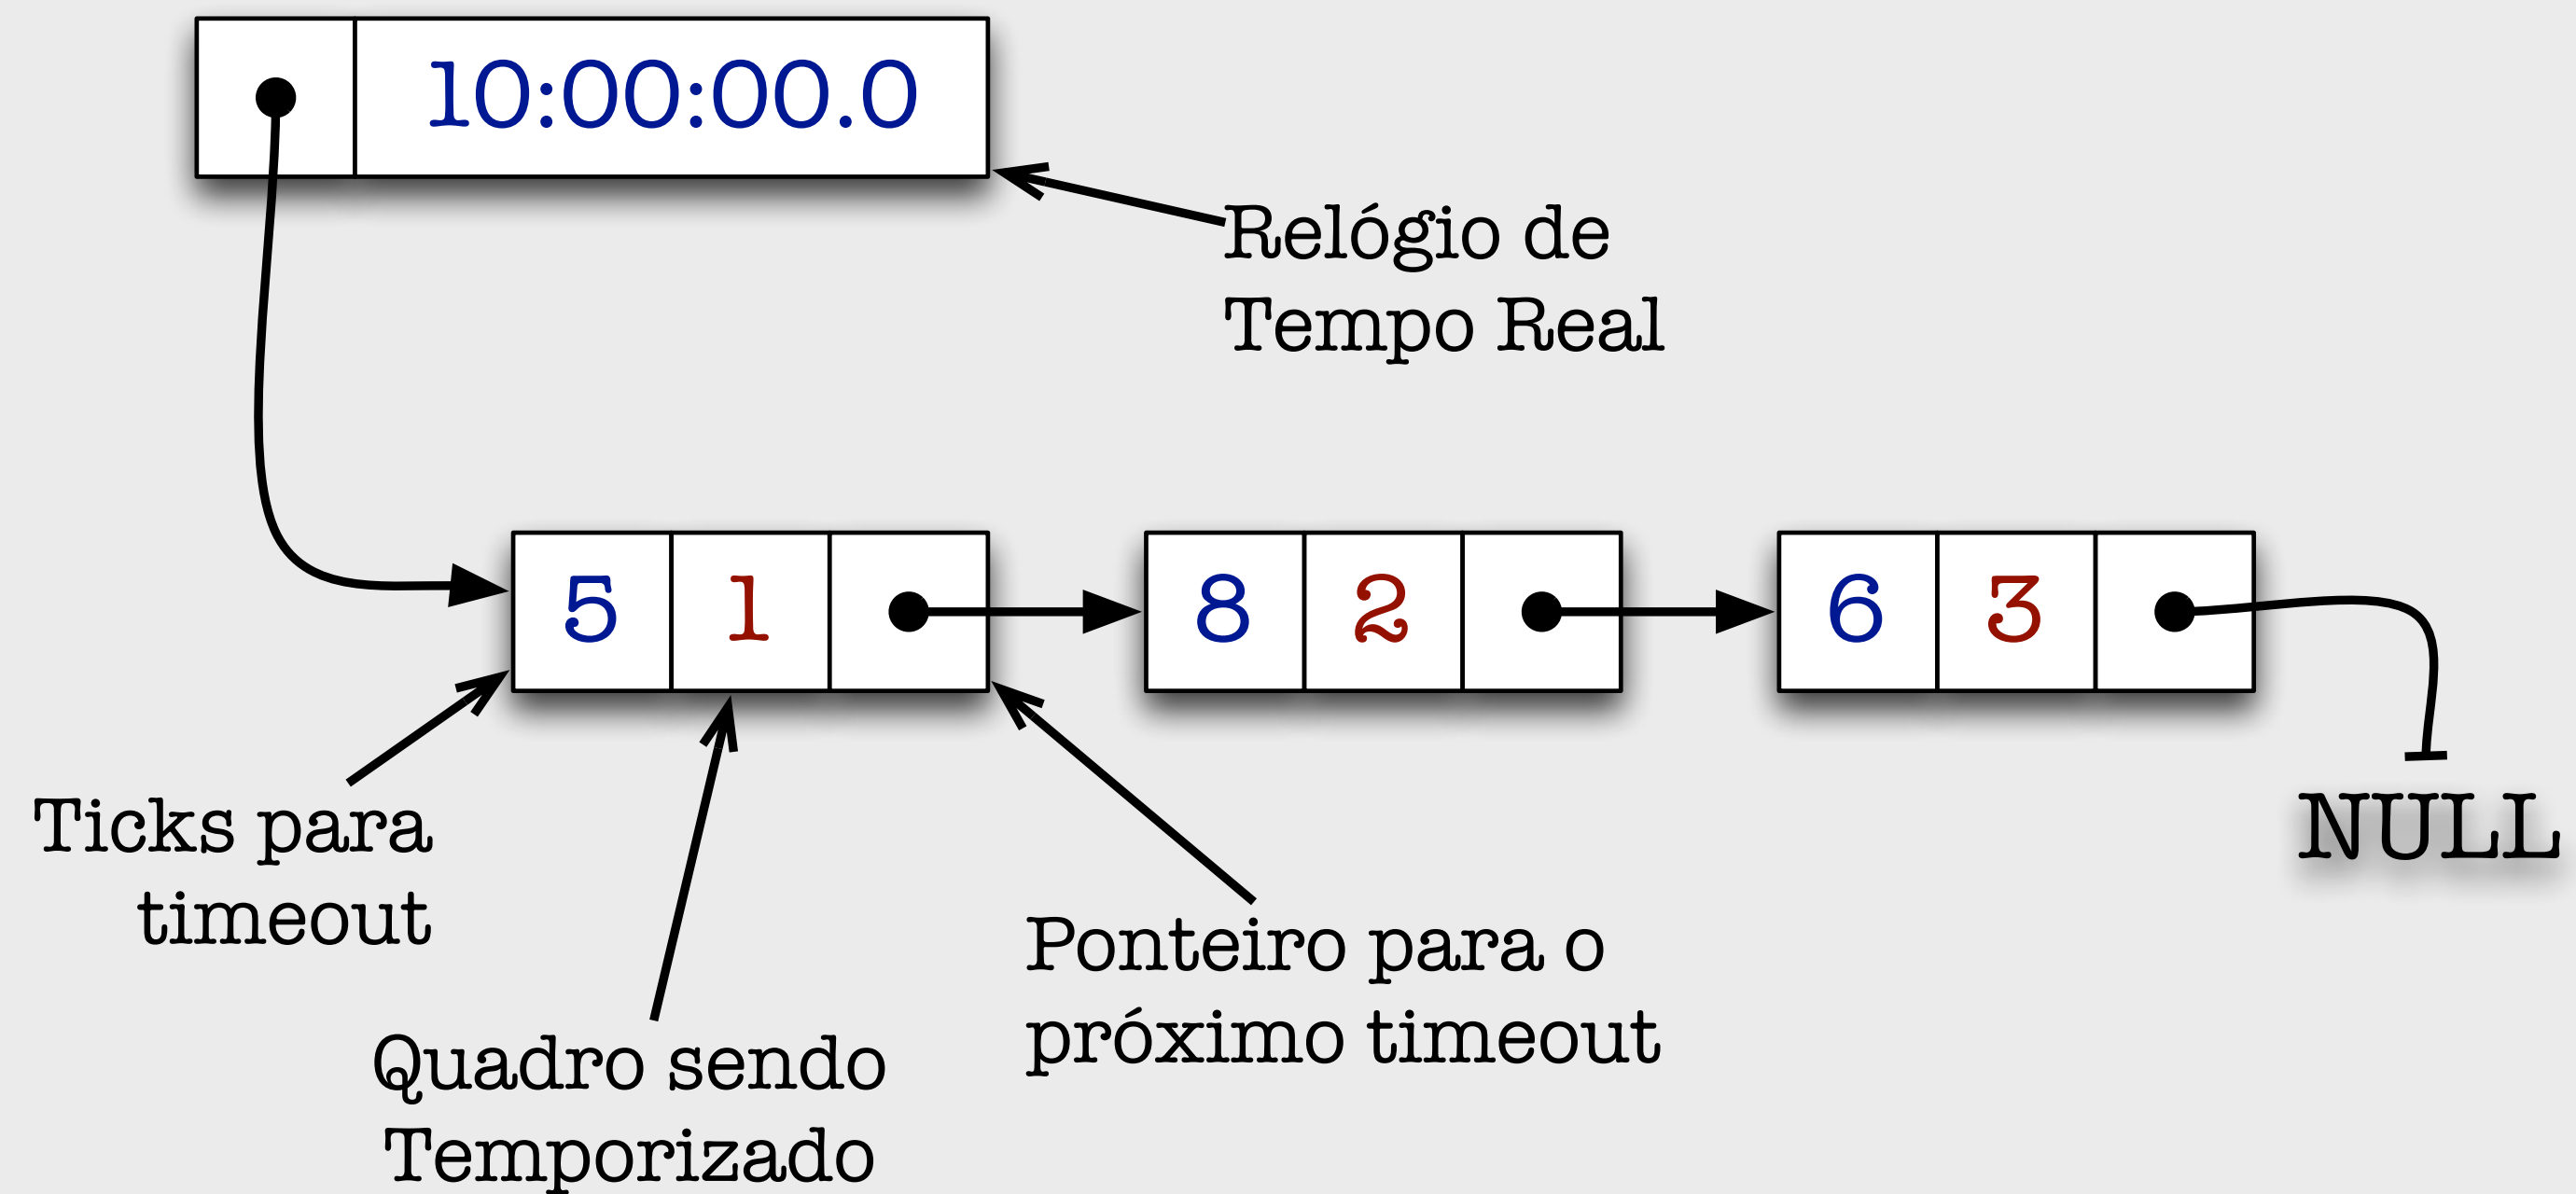 10:00:00.0
Relógio de
Tempo Real
5 1 8 2 6 3
Ticks para
timeout
NULL
Ponteiro para o
próximo timeout
Quadro sendo
Temporizado